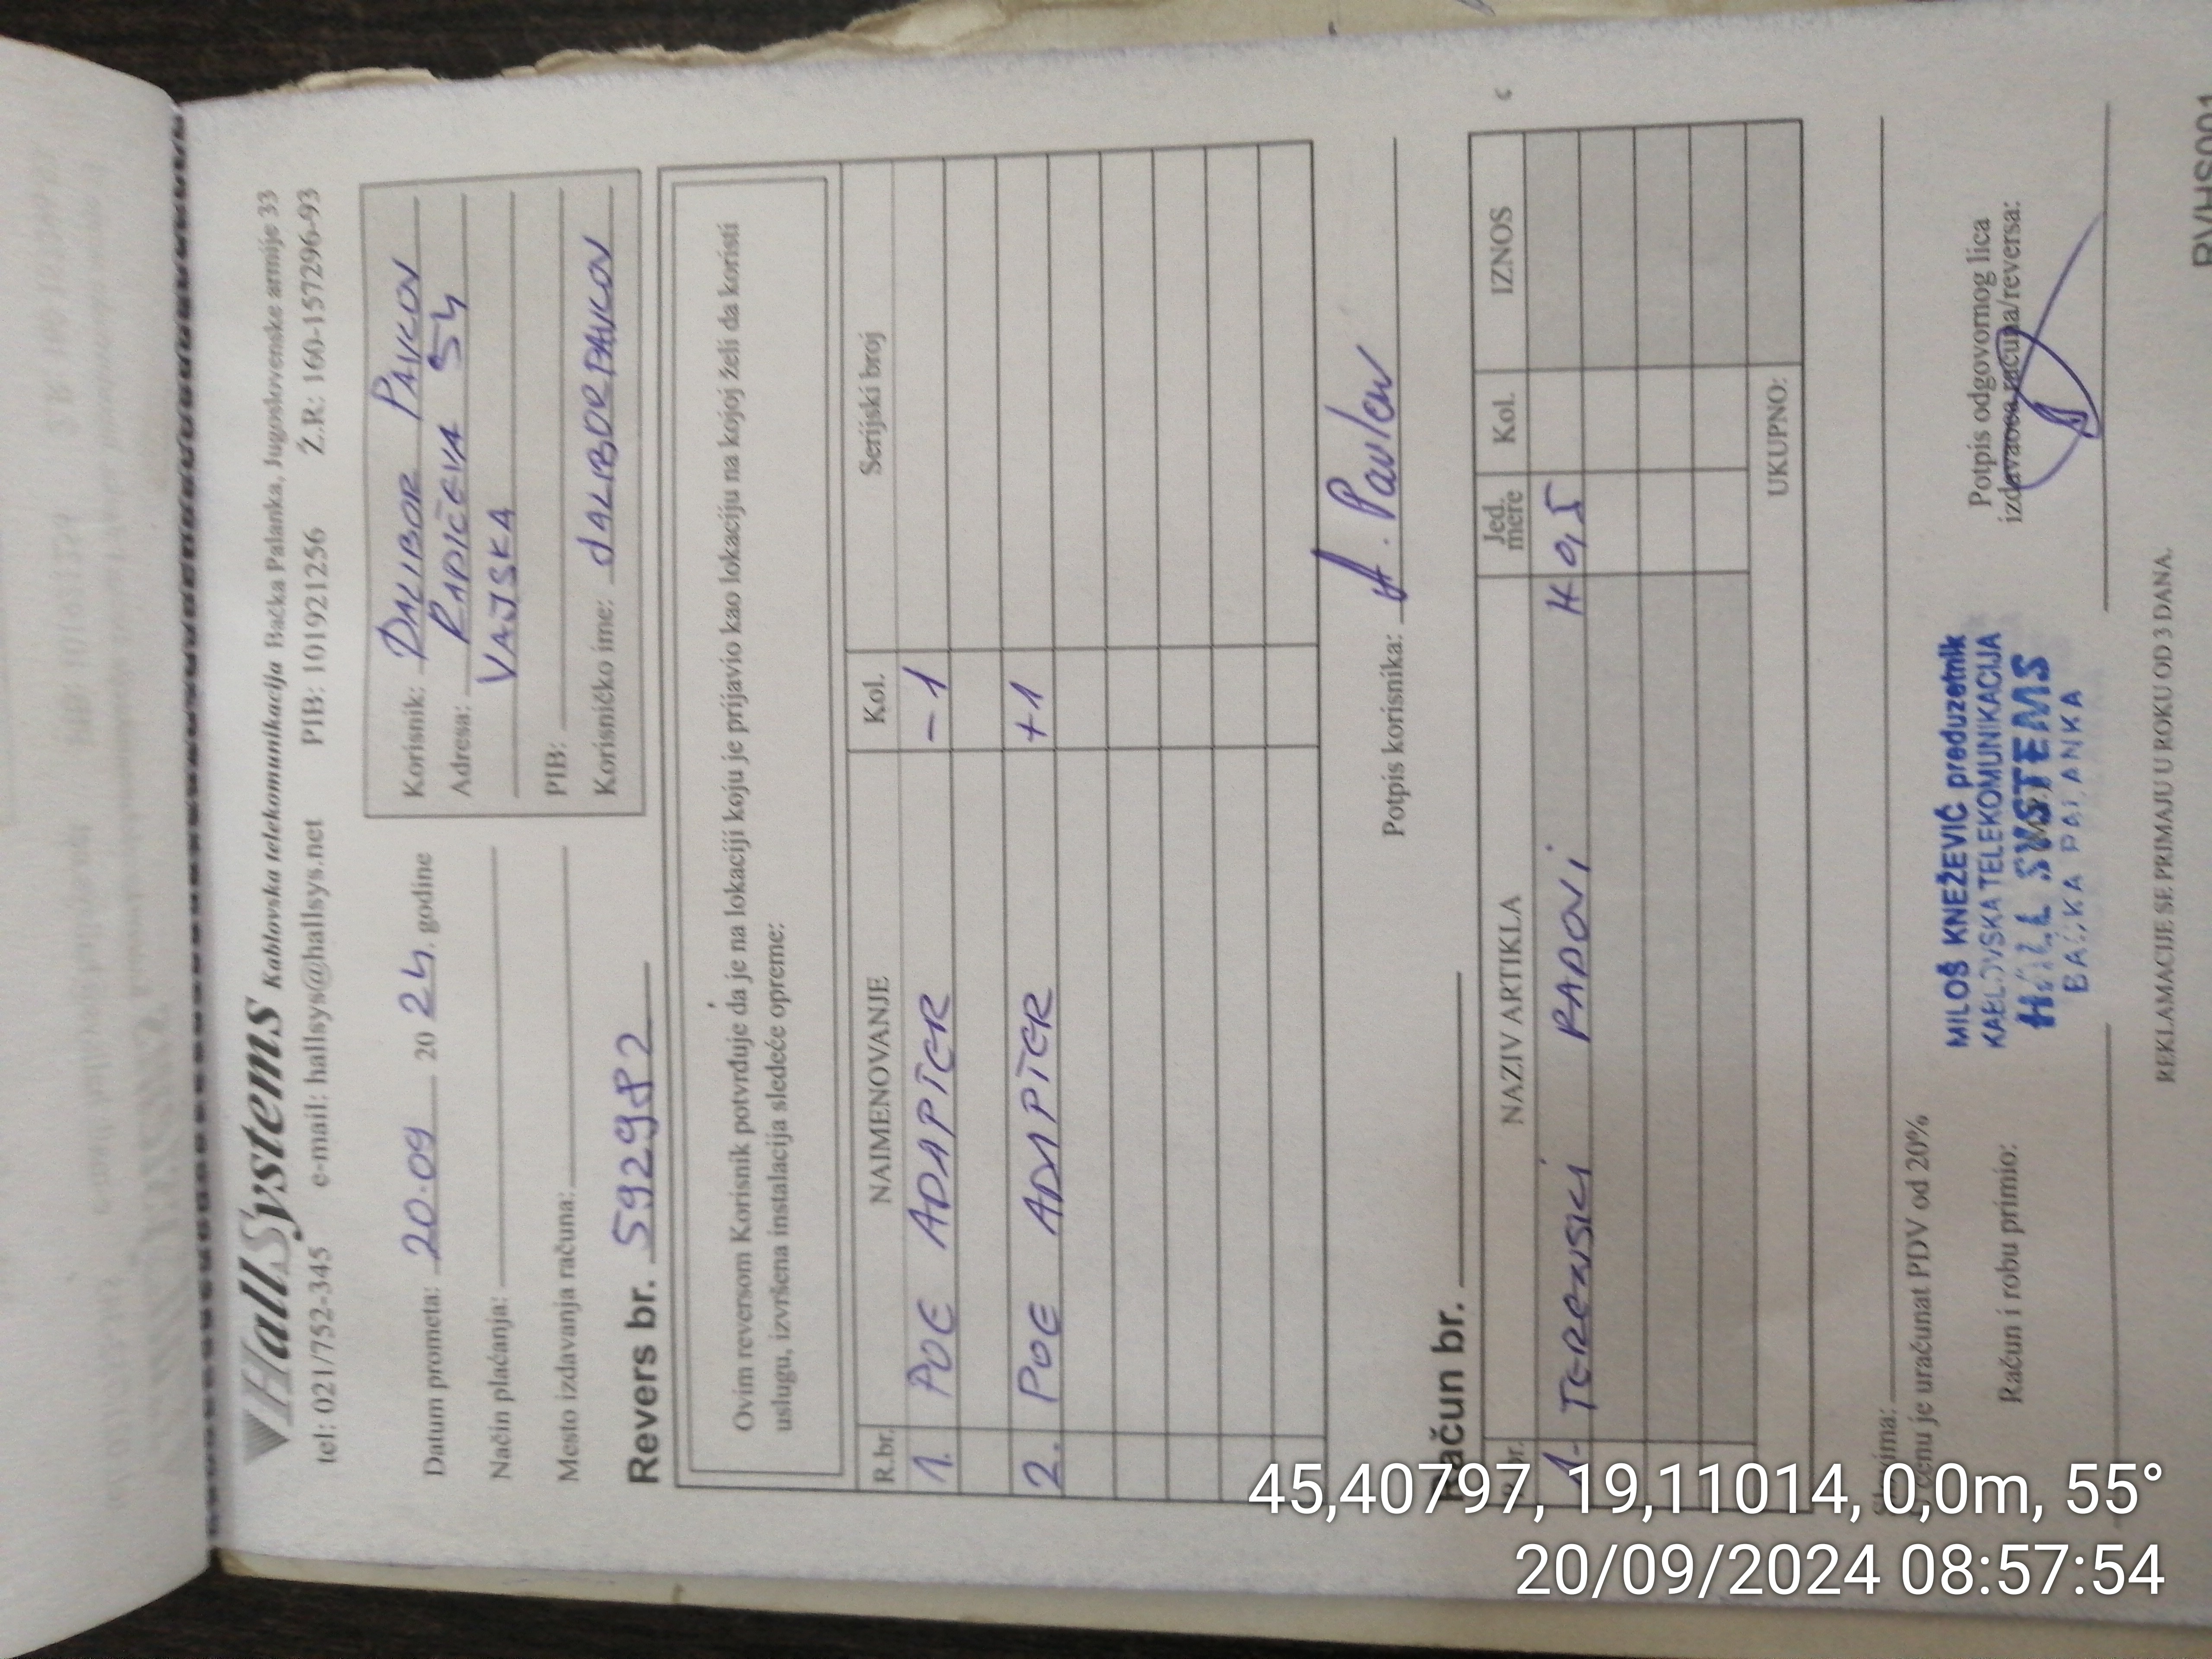 HallSystems Kablovska telekomunikacija Bačka Palanka, Jugoslovenske armije 33
tel: 021/752-345 e-mail: hallsys@hallsys.net PIB: 101921256 Ž.R: 160-157296-93
Datum prometa: 20.09 20 24. godine
Način plaćanja:
Mesto izdavanja računa:
Korisnik: DALIBOR PAVKOV
Adresa: RADIČEVA 54
VAJSKA
PIB:
Korisničko ime: dALIBORPAVKOV
Revers br. 592982
Ovim reversom Korisnik potvrđuje da je na lokaciji koju je prijavio kao lokaciju na kojoj želi da koristi
uslugu, izvršena instalacija sledeće opreme:
R.br. NAIMENOVANJE Kol. Serijski broj
1. POE ADAPTER -1
2. POE ADAPTER +1
Potpis korisnika: A. Pavkov
Račun br.
R.br. NAZIV ARTIKLA Jed. mere Kol. IZNOS
1- TERENSKI RADOVI H 0,5
UKUPNO:
U cenu je uračunat PDV od 20%
Račun i robu primio:
MILOŠ KNEŽEVIĆ preduzetnik
KABLOVSKA TELEKOMUNIKACIJA
HALL SYSTEMS
BAČKA PALANKA
Potpis odgovornog lica
izdavaoca računa/reversa:
REKLAMACIJE SE PRIMAJU U ROKU OD 3 DANA.
RVHS001
45,40797, 19,11014, 0,0m, 55°
20/09/2024 08:57:54